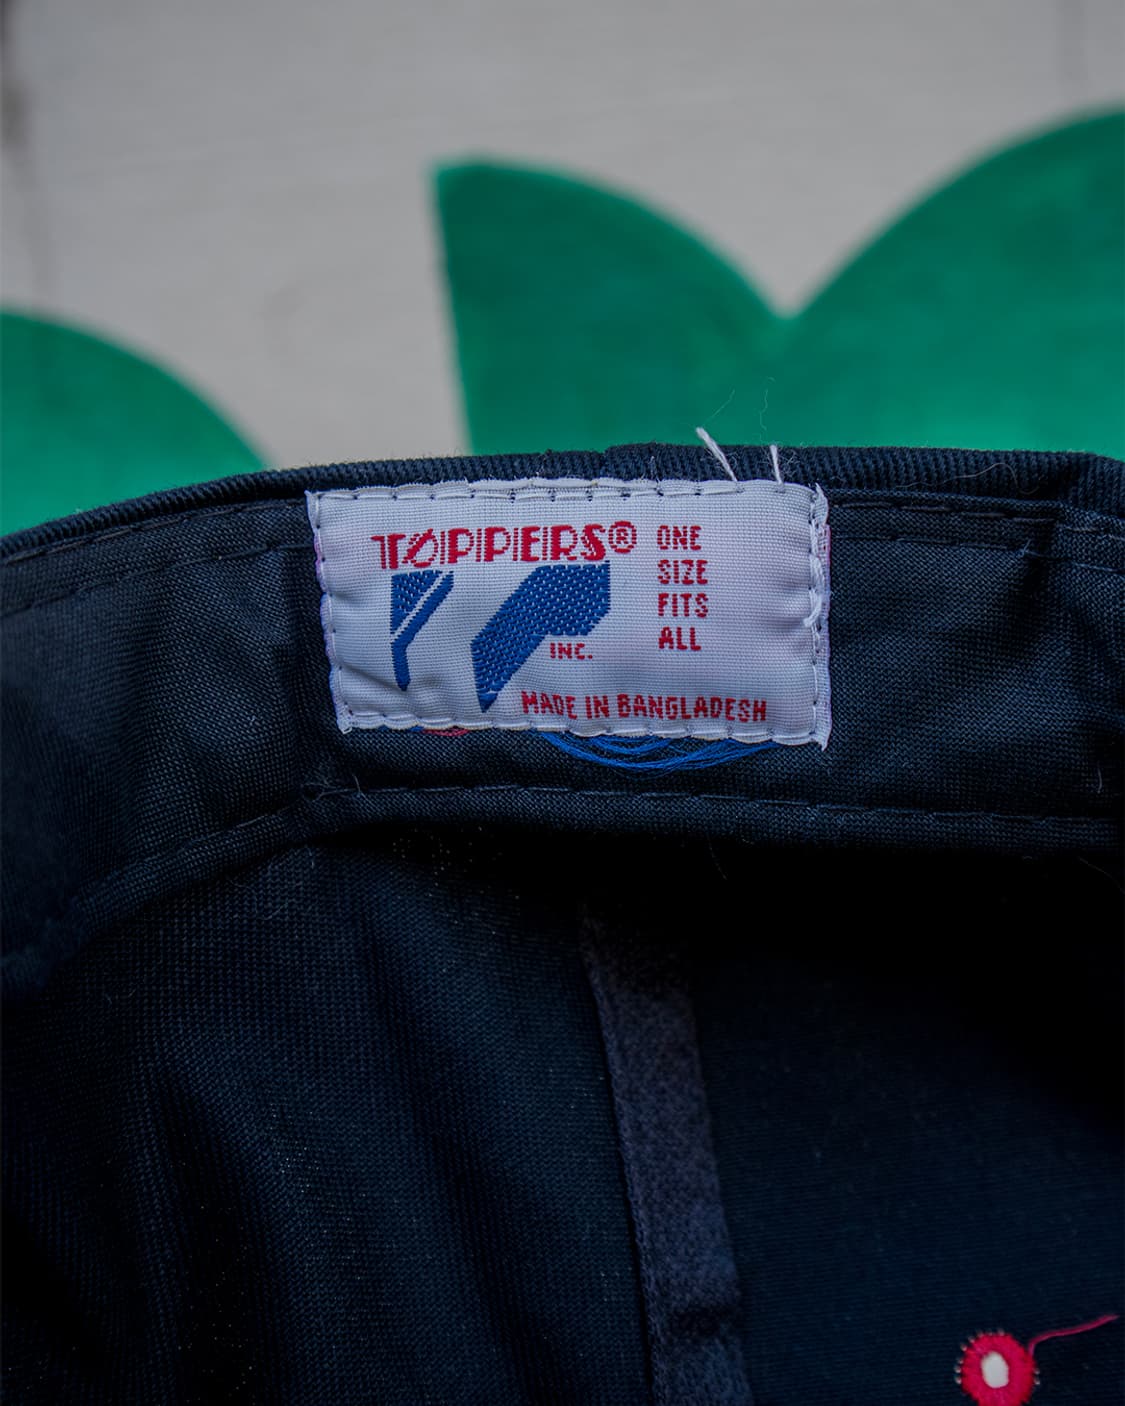 TOPPERS®
INC.
ONE
SIZE
FITS
ALL
MADE IN BANGLADESH